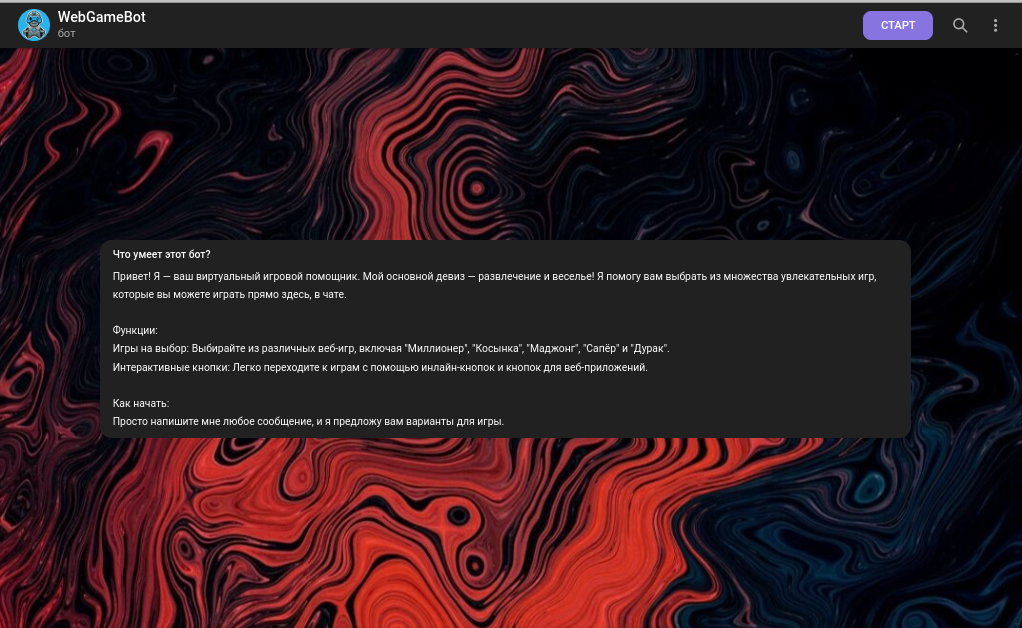 WebGameBot
бот
СТАРТ
Что умеет этот бот?
Привет! Я — ваш виртуальный игровой помощник. Мой основной девиз — развлечение и веселье! Я помогу вам выбрать из множества увлекательных игр,
которые вы можете играть прямо здесь, в чате.
Функции:
Игры на выбор: Выбирайте из различных веб-игр, включая "Миллионер", "Косынка", "Маджонг", "Сапёр" и "Дурак".
Интерактивные кнопки: Легко переходите к играм с помощью инлайн-кнопок и кнопок для веб-приложений.
Как начать:
Просто напишите мне любое сообщение, и я предложу вам варианты для игры.